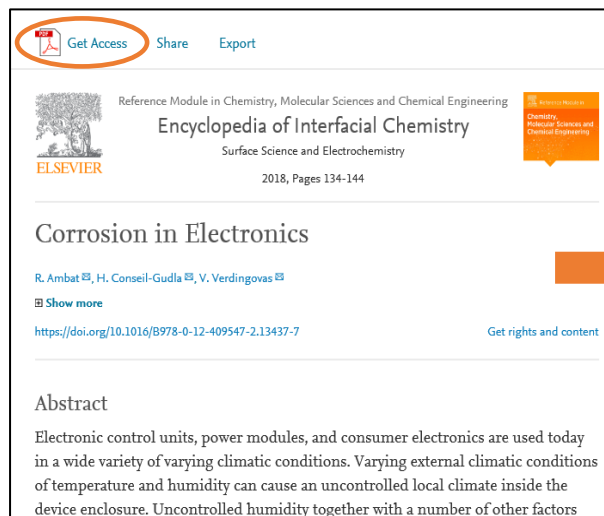 PDF
Get Access Share Export
Reference Module in Chemistry, Molecular Sciences and Chemical Engineering
Encyclopedia of Interfacial Chemistry
Surface Science and Electrochemistry
2018, Pages 134-144
ELSEVIER
Reference Module in
Chemistry,
Molecular Sciences and
Chemical Engineering
Corrosion in Electronics
R. Ambat ✉, H. Conseil-Gudla ✉, V. Verdingovas ✉
⊞ Show more
https://doi.org/10.1016/B978-0-12-409547-2.13437-7 Get rights and content
Abstract
Electronic control units, power modules, and consumer electronics are used today
in a wide variety of varying climatic conditions. Varying external climatic conditions
of temperature and humidity can cause an uncontrolled local climate inside the
device enclosure. Uncontrolled humidity together with a number of other factors